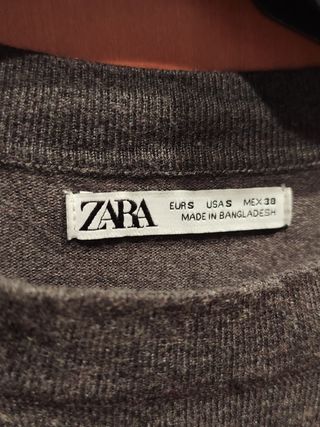 ZARA
EUR S USA S MEX 38
MADE IN BANGLADESH